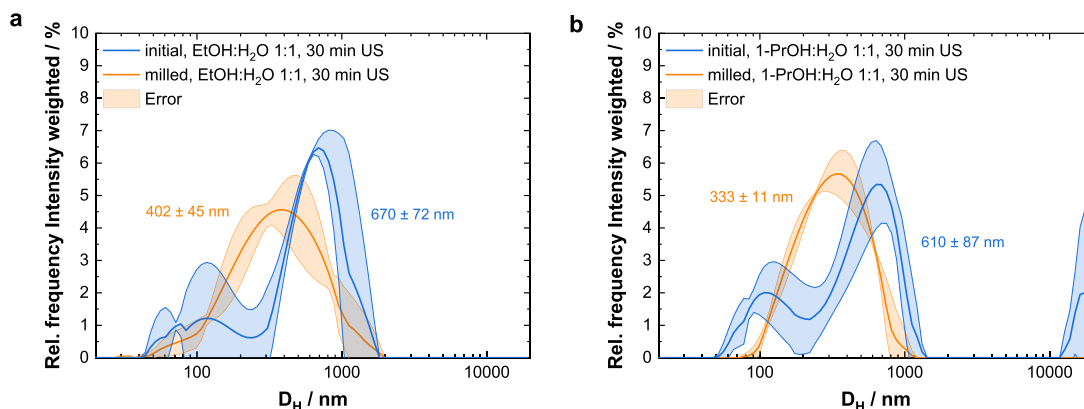 a
Rel. frequency Intensity weighted / %
10
9
8
7
6
5
4
3
2
1
0
initial, EtOH:H₂O 1:1, 30 min US
milled, EtOH:H₂O 1:1, 30 min US
Error
402 ± 45 nm
670 ± 72 nm
100
1000
10000
D_H / nm
b
Rel. frequency Intensity weighted / %
10
9
8
7
6
5
4
3
2
1
0
initial, 1-PrOH:H₂O 1:1, 30 min US
milled, 1-PrOH:H₂O 1:1, 30 min US
Error
333 ± 11 nm
610 ± 87 nm
100
1000
10000
D_H / nm